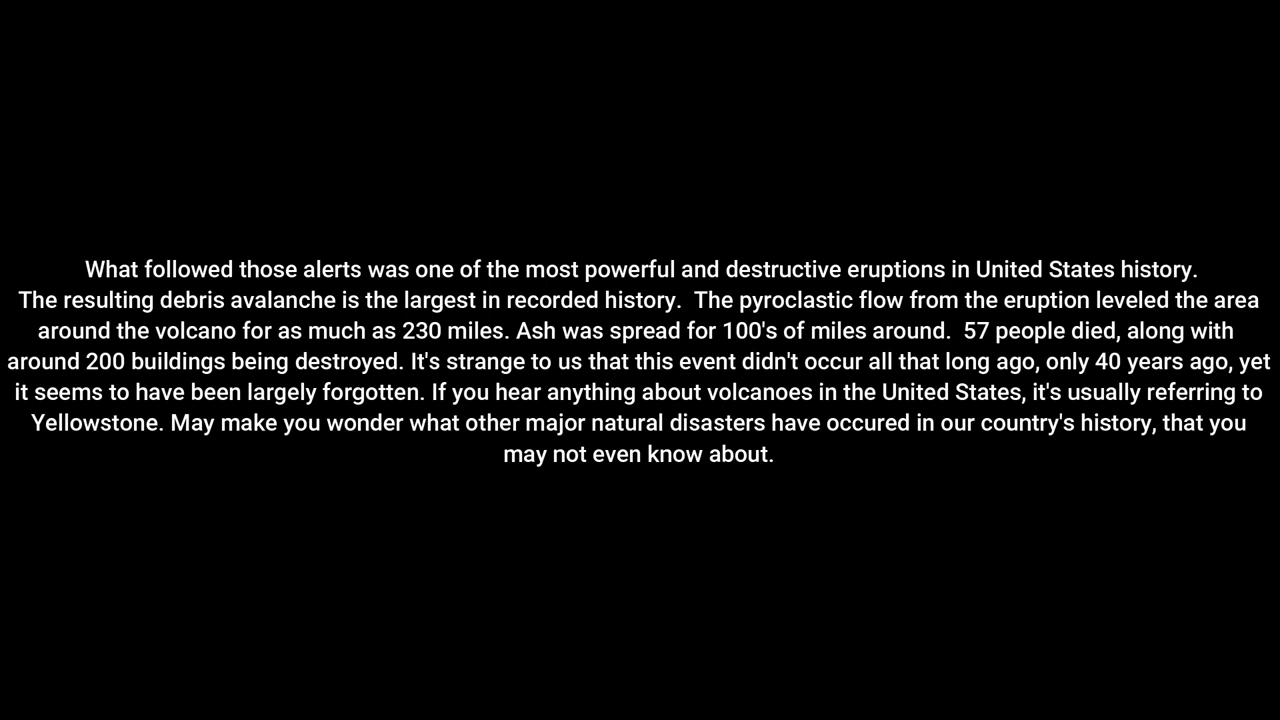 What followed those alerts was one of the most powerful and destructive eruptions in United States history.
The resulting debris avalanche is the largest in recorded history.  The pyroclastic flow from the eruption leveled the area
around the volcano for as much as 230 miles. Ash was spread for 100's of miles around.  57 people died, along with
around 200 buildings being destroyed. It's strange to us that this event didn't occur all that long ago, only 40 years ago, yet
it seems to have been largely forgotten. If you hear anything about volcanoes in the United States, it's usually referring to
Yellowstone. May make you wonder what other major natural disasters have occured in our country's history, that you
may not even know about.